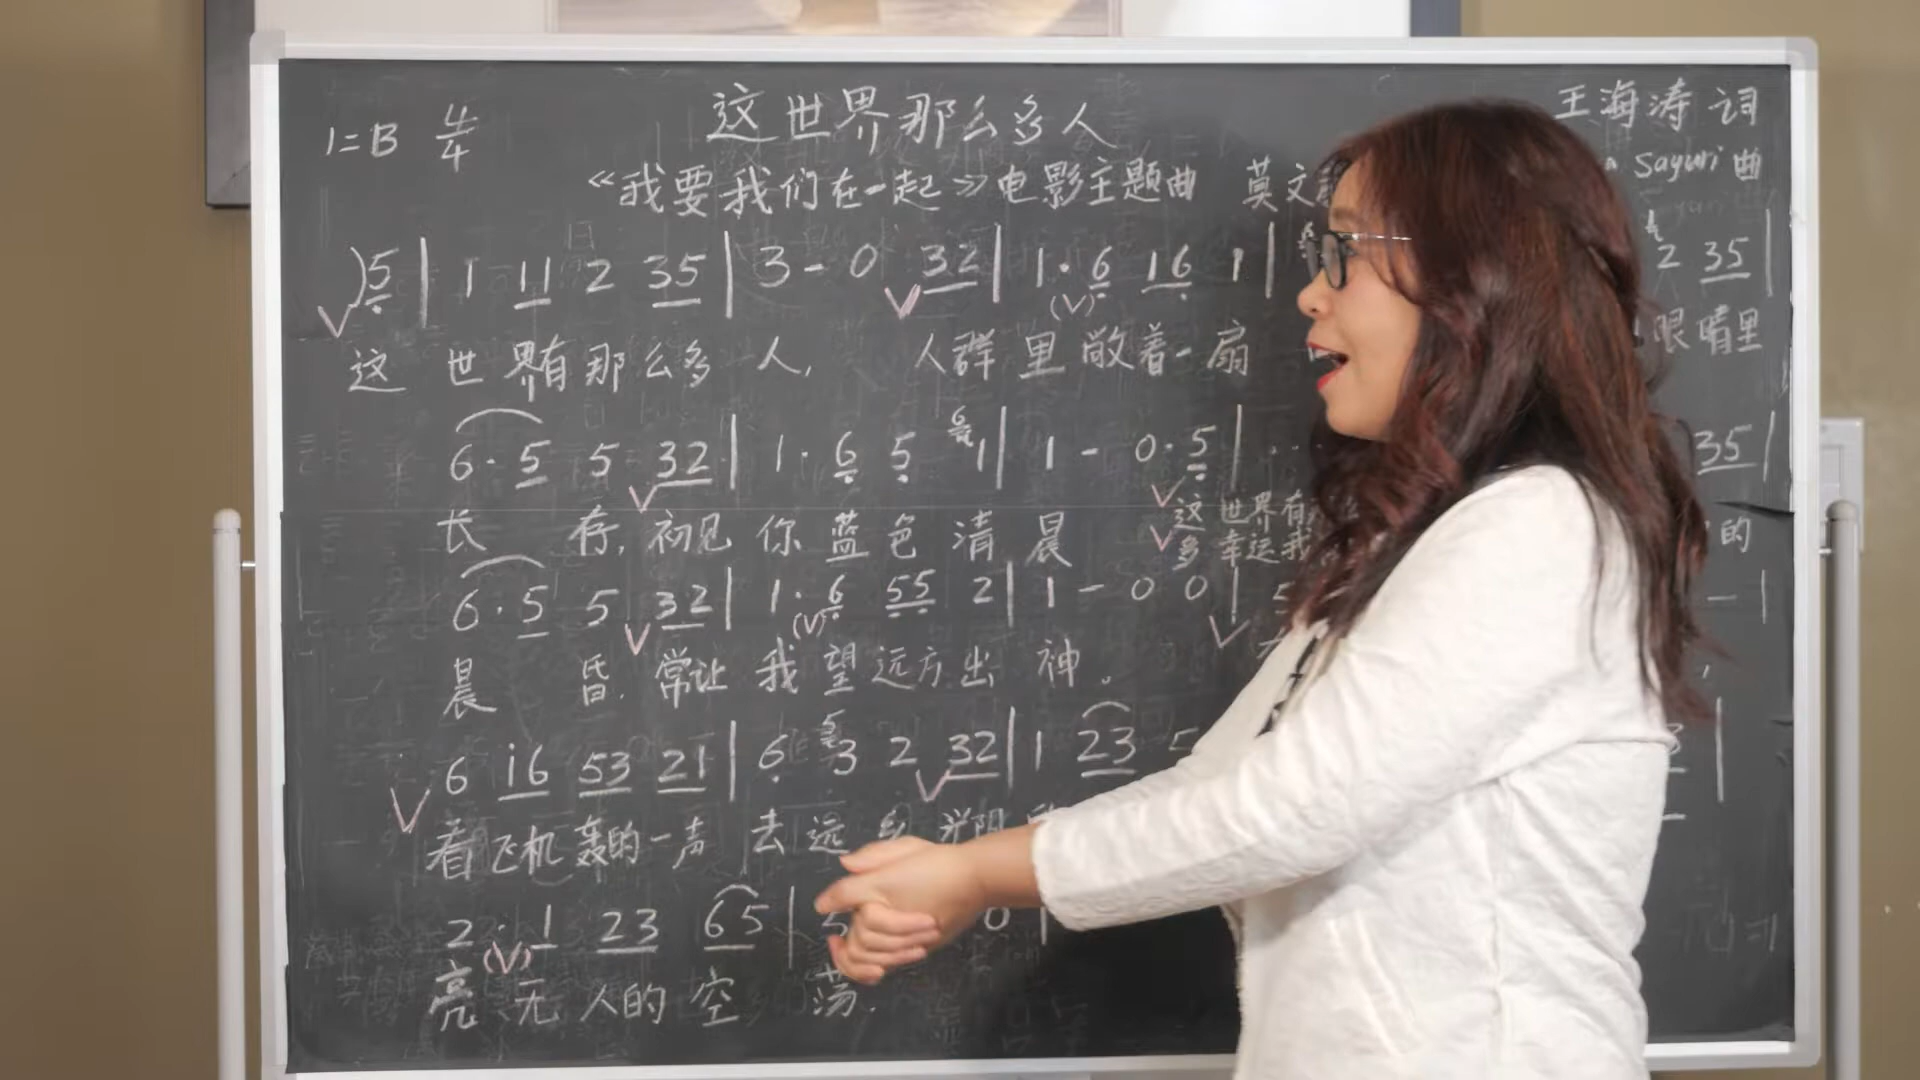 1=B 4/4 这世界那么多人 王海涛 词
《我要我们在一起》电影主题曲 莫文 Sayuri 曲
)5 | 1 11 2 35 | 3 - 0 32 | 1·6 16 1 | 2 35 |
这 世 界有 那 么多 人, 人群 里 敞着一 扇 眼睛里
6·5 5 32 | 1·6 5 1 | 1 - 0·5 | 35 |
长 存, 初见 你 蓝 色 清 晨 这 世界有 的
多 幸运我
6·5 5 32 | 1·6 55 2 | 1 - 0 0 | 5 - |
晨 昏, 常让 我 望 远方 出 神。
6 i6 53 21 | 6 3 2 32 | 1 23 5
看 飞机 轰的 一声 去 远 光阴
2·1 23 65 | 5 0 |
亮 无 人的 空 荡.